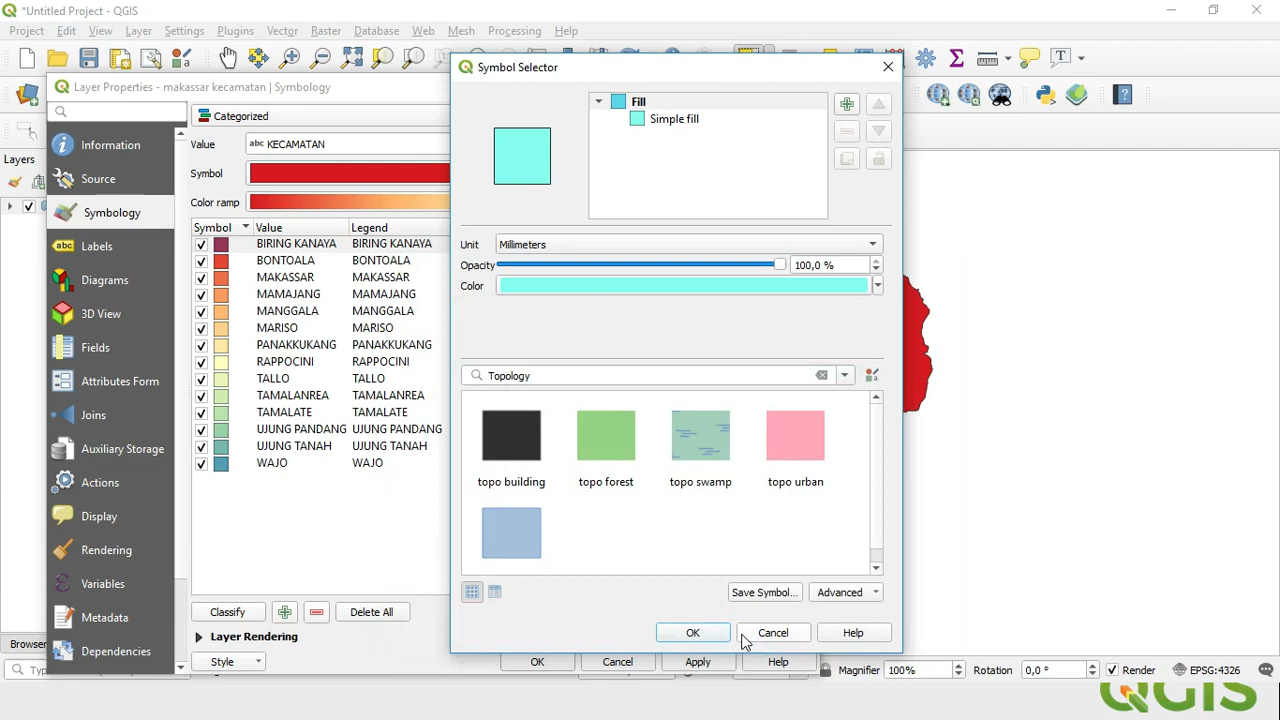 *Untitled Project - QGIS
Project Edit View Layer Settings Plugins Vector Raster Database Web Mesh Processing Help
Layer Properties - makassar kecamatan | Symbology
Symbol Selector
Layers
Information
Source
Symbology
Labels
Diagrams
3D View
Fields
Attributes Form
Joins
Auxiliary Storage
Actions
Display
Rendering
Variables
Metadata
Dependencies
Categorized
Value abc KECAMATAN
Symbol
Color ramp
Symbol Value Legend
BIRING KANAYA BIRING KANAYA
BONTOALA BONTOALA
MAKASSAR MAKASSAR
MAMAJANG MAMAJANG
MANGGALA MANGGALA
MARISO MARISO
PANAKKUKANG PANAKKUKANG
RAPPOCINI RAPPOCINI
TALLO TALLO
TAMALANREA TAMALANREA
TAMALATE TAMALATE
UJUNG PANDANG UJUNG PANDANG
UJUNG TANAH UJUNG TANAH
WAJO WAJO
Classify Delete All
Layer Rendering
Style OK Cancel Apply Help
Fill
Simple fill
Unit Millimeters
Opacity 100,0 %
Color
Topology
topo building topo forest topo swamp topo urban
Save Symbol... Advanced
OK Cancel Help
Browser
Magnifier 100% Rotation 0,0 ° Render EPSG:4326
QGIS